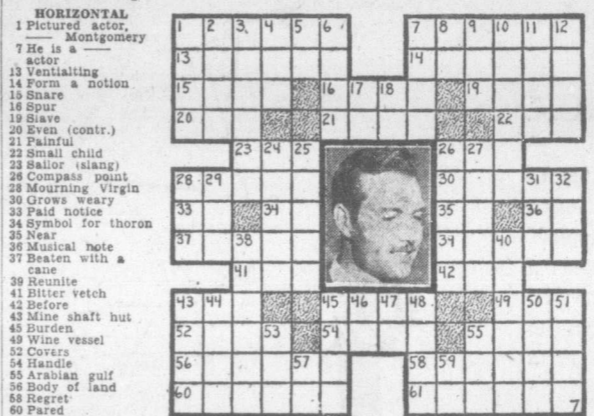 HORIZONTAL
1 Pictured actor,
—— Montgomery
7 He is a ——
actor
13 Ventialting
14 Form a notion
15 Snare
16 Spur
19 Slave
20 Even (contr.)
21 Painful
22 Small child
23 Sailor (slang)
26 Compass point
28 Mourning Virgin
30 Grows weary
33 Paid notice
34 Symbol for thoron
35 Near
36 Musical note
37 Beaten with a
cane
39 Reunite
41 Bitter vetch
42 Before
43 Mine shaft hut
45 Burden
49 Wine vessel
52 Covers
54 Handle
55 Arabian gulf
56 Body of land
58 Regret
60 Pared
1 2 3 4 5 6 7 8 9 10 11 12
13 14
15 16 17 18 19
20 21 22
23 24 25 26 27
28 29 30 31 32
33 34 35 36
37 38 39 40
41 42
43 44 45 46 47 48 49 50 51
52 53 54 55
56 57 58 59
60 61
7